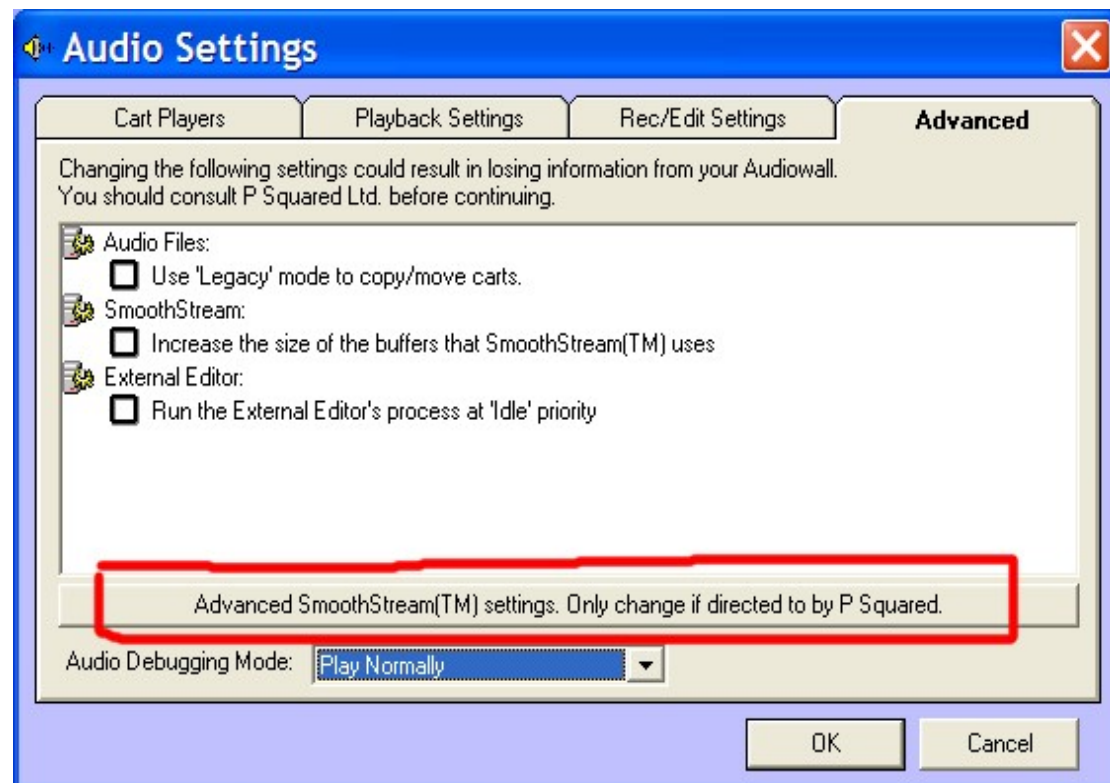 Audio Settings
Cart Players
Playback Settings
Rec/Edit Settings
Advanced
Changing the following settings could result in losing information from your Audiowall.
You should consult P Squared Ltd. before continuing.
Audio Files:
Use 'Legacy' mode to copy/move carts.
SmoothStream:
Increase the size of the buffers that SmoothStream(TM) uses
External Editor:
Run the External Editor's process at 'Idle' priority
Advanced SmoothStream(TM) settings. Only change if directed to by P Squared.
Audio Debugging Mode: Play Normally
OK
Cancel